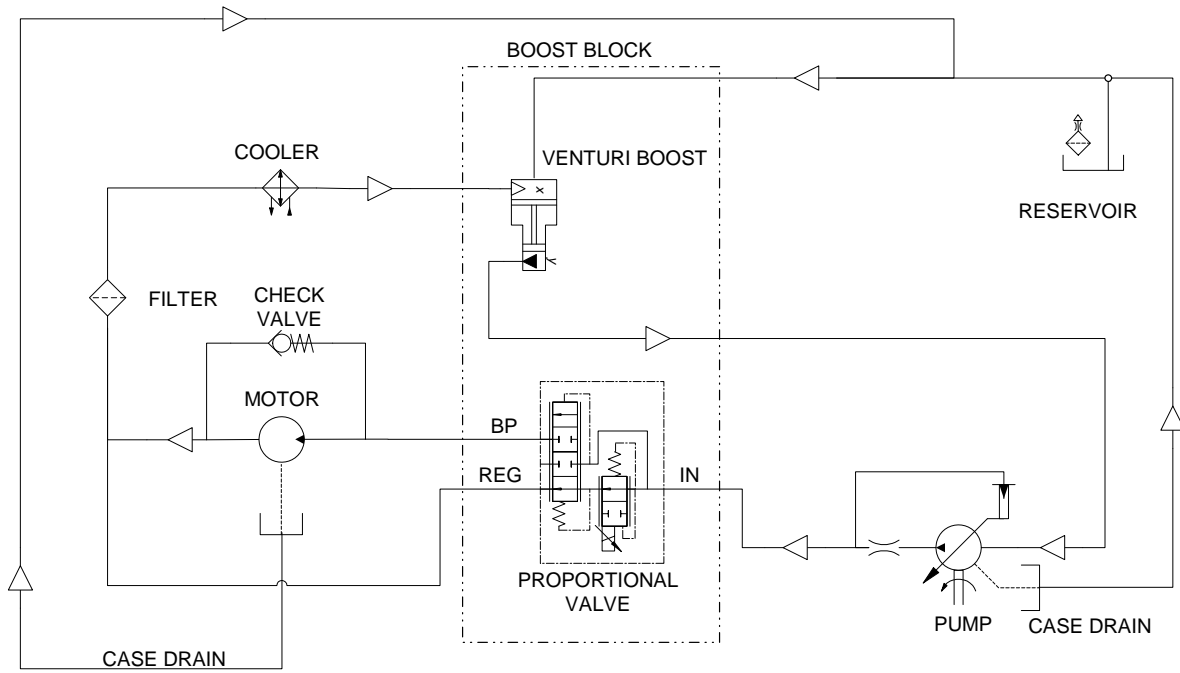 BOOST BLOCK
COOLER
VENTURI BOOST
x
RESERVOIR
y
FILTER
CHECK
VALVE
MOTOR
BP
REG
IN
PROPORTIONAL
VALVE
PUMP
CASE DRAIN
CASE DRAIN